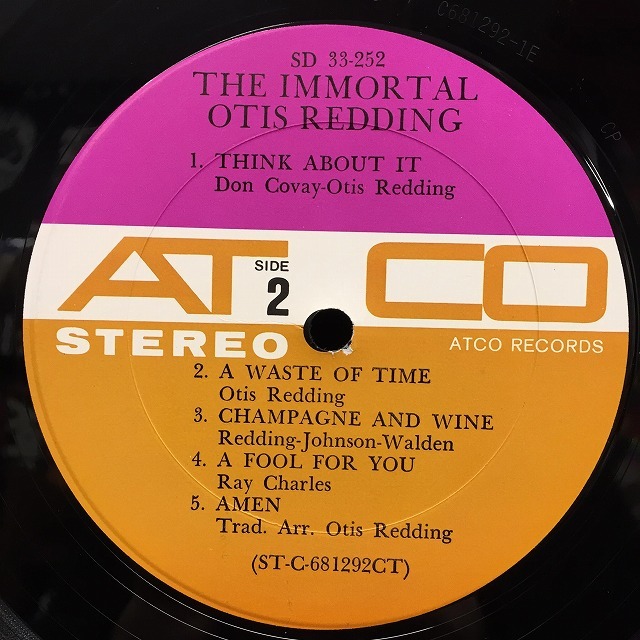 C681292-1E
CP
SD 33-252
THE IMMORTAL
OTIS REDDING
1. THINK ABOUT IT
Don Covay-Otis Redding
AT CO
SIDE
2
STEREO
ATCO RECORDS
2. A WASTE OF TIME
Otis Redding
3. CHAMPAGNE AND WINE
Redding-Johnson-Walden
4. A FOOL FOR YOU
Ray Charles
5. AMEN
Trad. Arr. Otis Redding
(ST-C-681292CT)